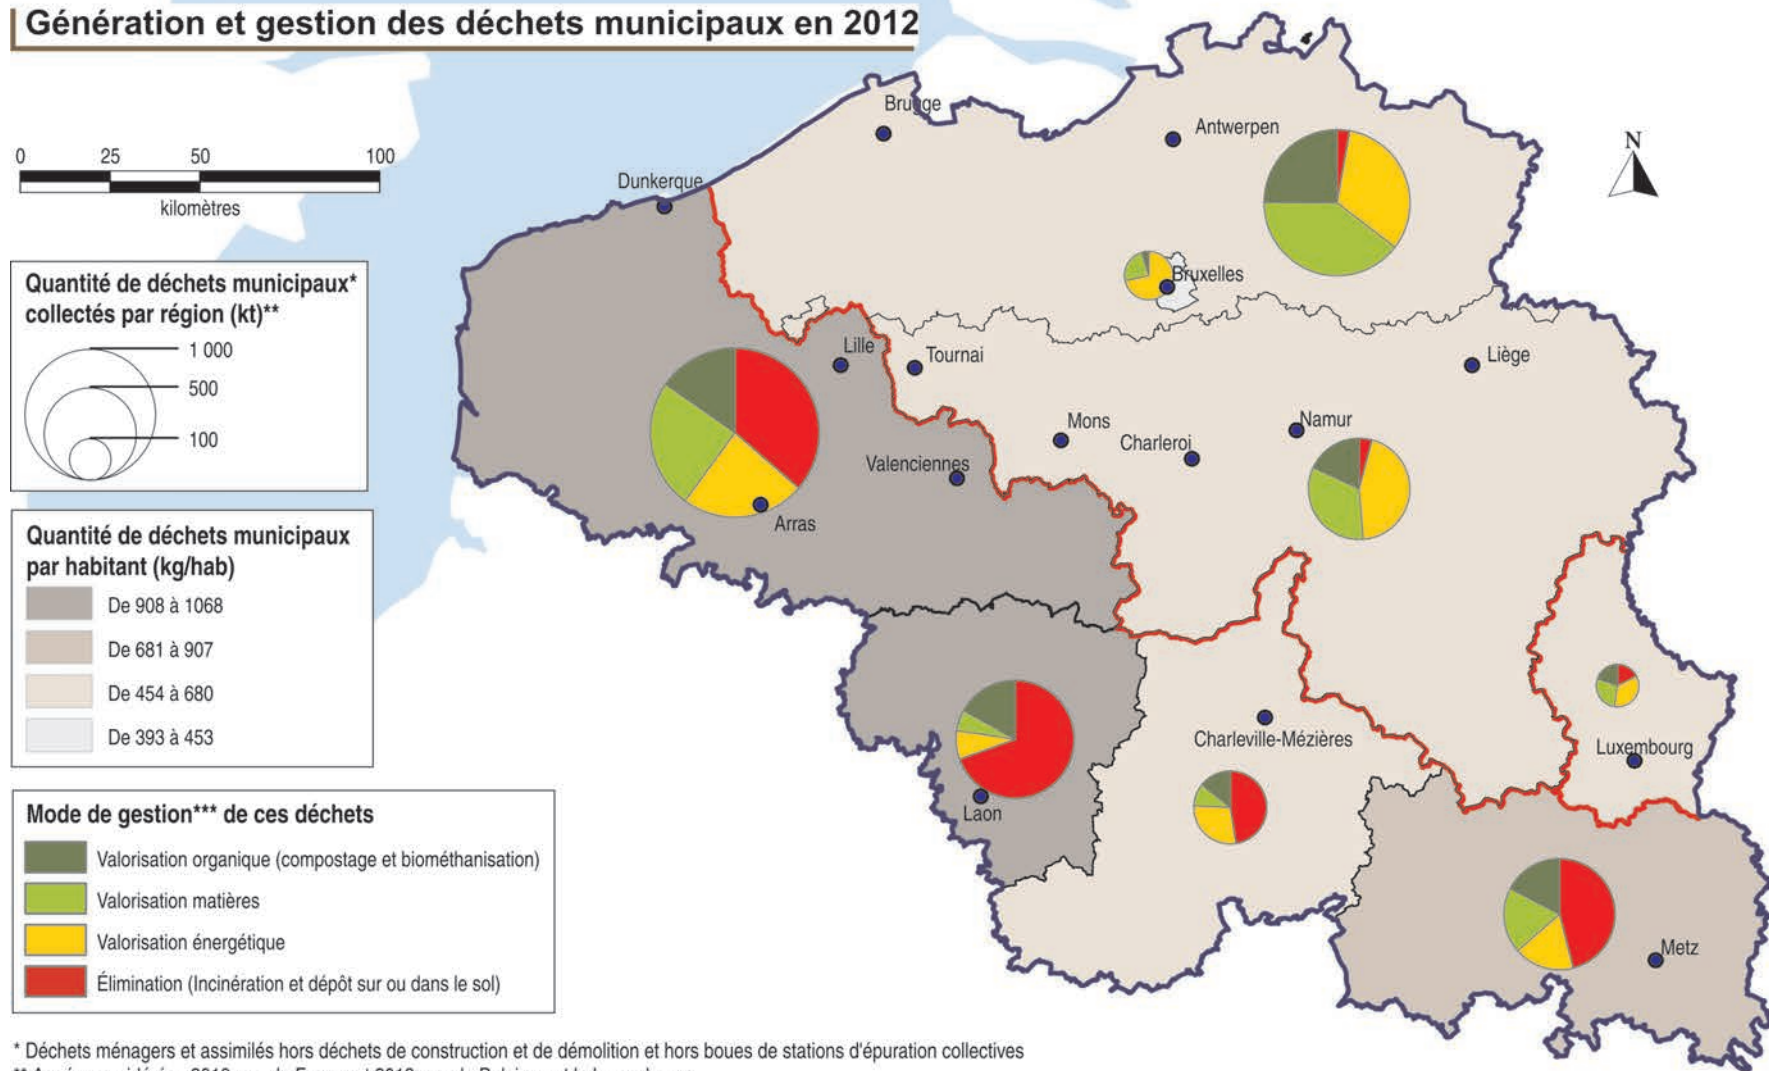 Génération et gestion des déchets municipaux en 2012
0 25 50 100
kilomètres
Quantité de déchets municipaux*
collectés par région (kt)**
1 000
500
100
Quantité de déchets municipaux
par habitant (kg/hab)
De 908 à 1068
De 681 à 907
De 454 à 680
De 393 à 453
Mode de gestion*** de ces déchets
Valorisation organique (compostage et biométhanisation)
Valorisation matières
Valorisation énergétique
Élimination (Incinération et dépôt sur ou dans le sol)
N
Brugge
Antwerpen
Dunkerque
Bruxelles
Lille
Tournai
Liège
Mons
Namur
Charleroi
Valenciennes
Arras
Charleville-Mézières
Luxembourg
Laon
Metz
* Déchets ménagers et assimilés hors déchets de construction et de démolition et hors boues de stations d'épuration collectives